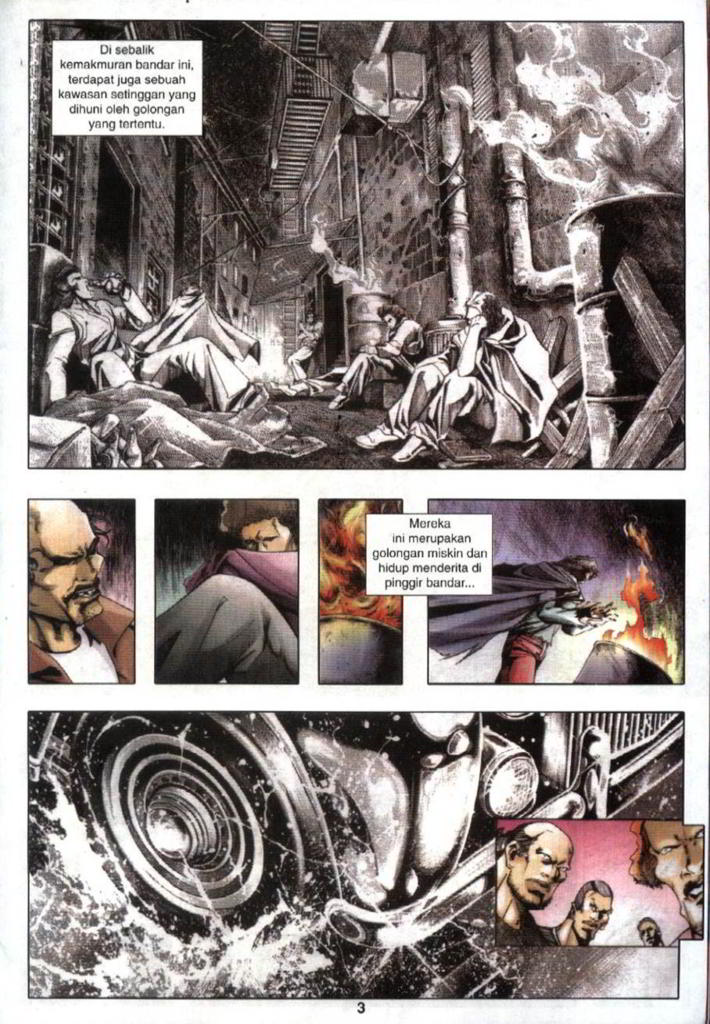 Di sebalik
kemakmuran bandar ini,
terdapat juga sebuah
kawasan setinggan yang
dihuni oleh golongan
yang tertentu.
Mereka
ini merupakan
golongan miskin dan
hidup menderita di
pinggir bandar...
3